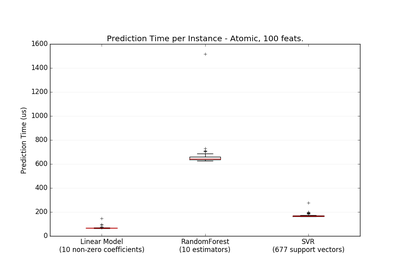 Prediction Time per Instance - Atomic, 100 feats.
1600
1400
1200
1000
800
600
400
200
0
Prediction Time (us)
Linear Model
(10 non-zero coefficients)
RandomForest
(10 estimators)
SVR
(677 support vectors)